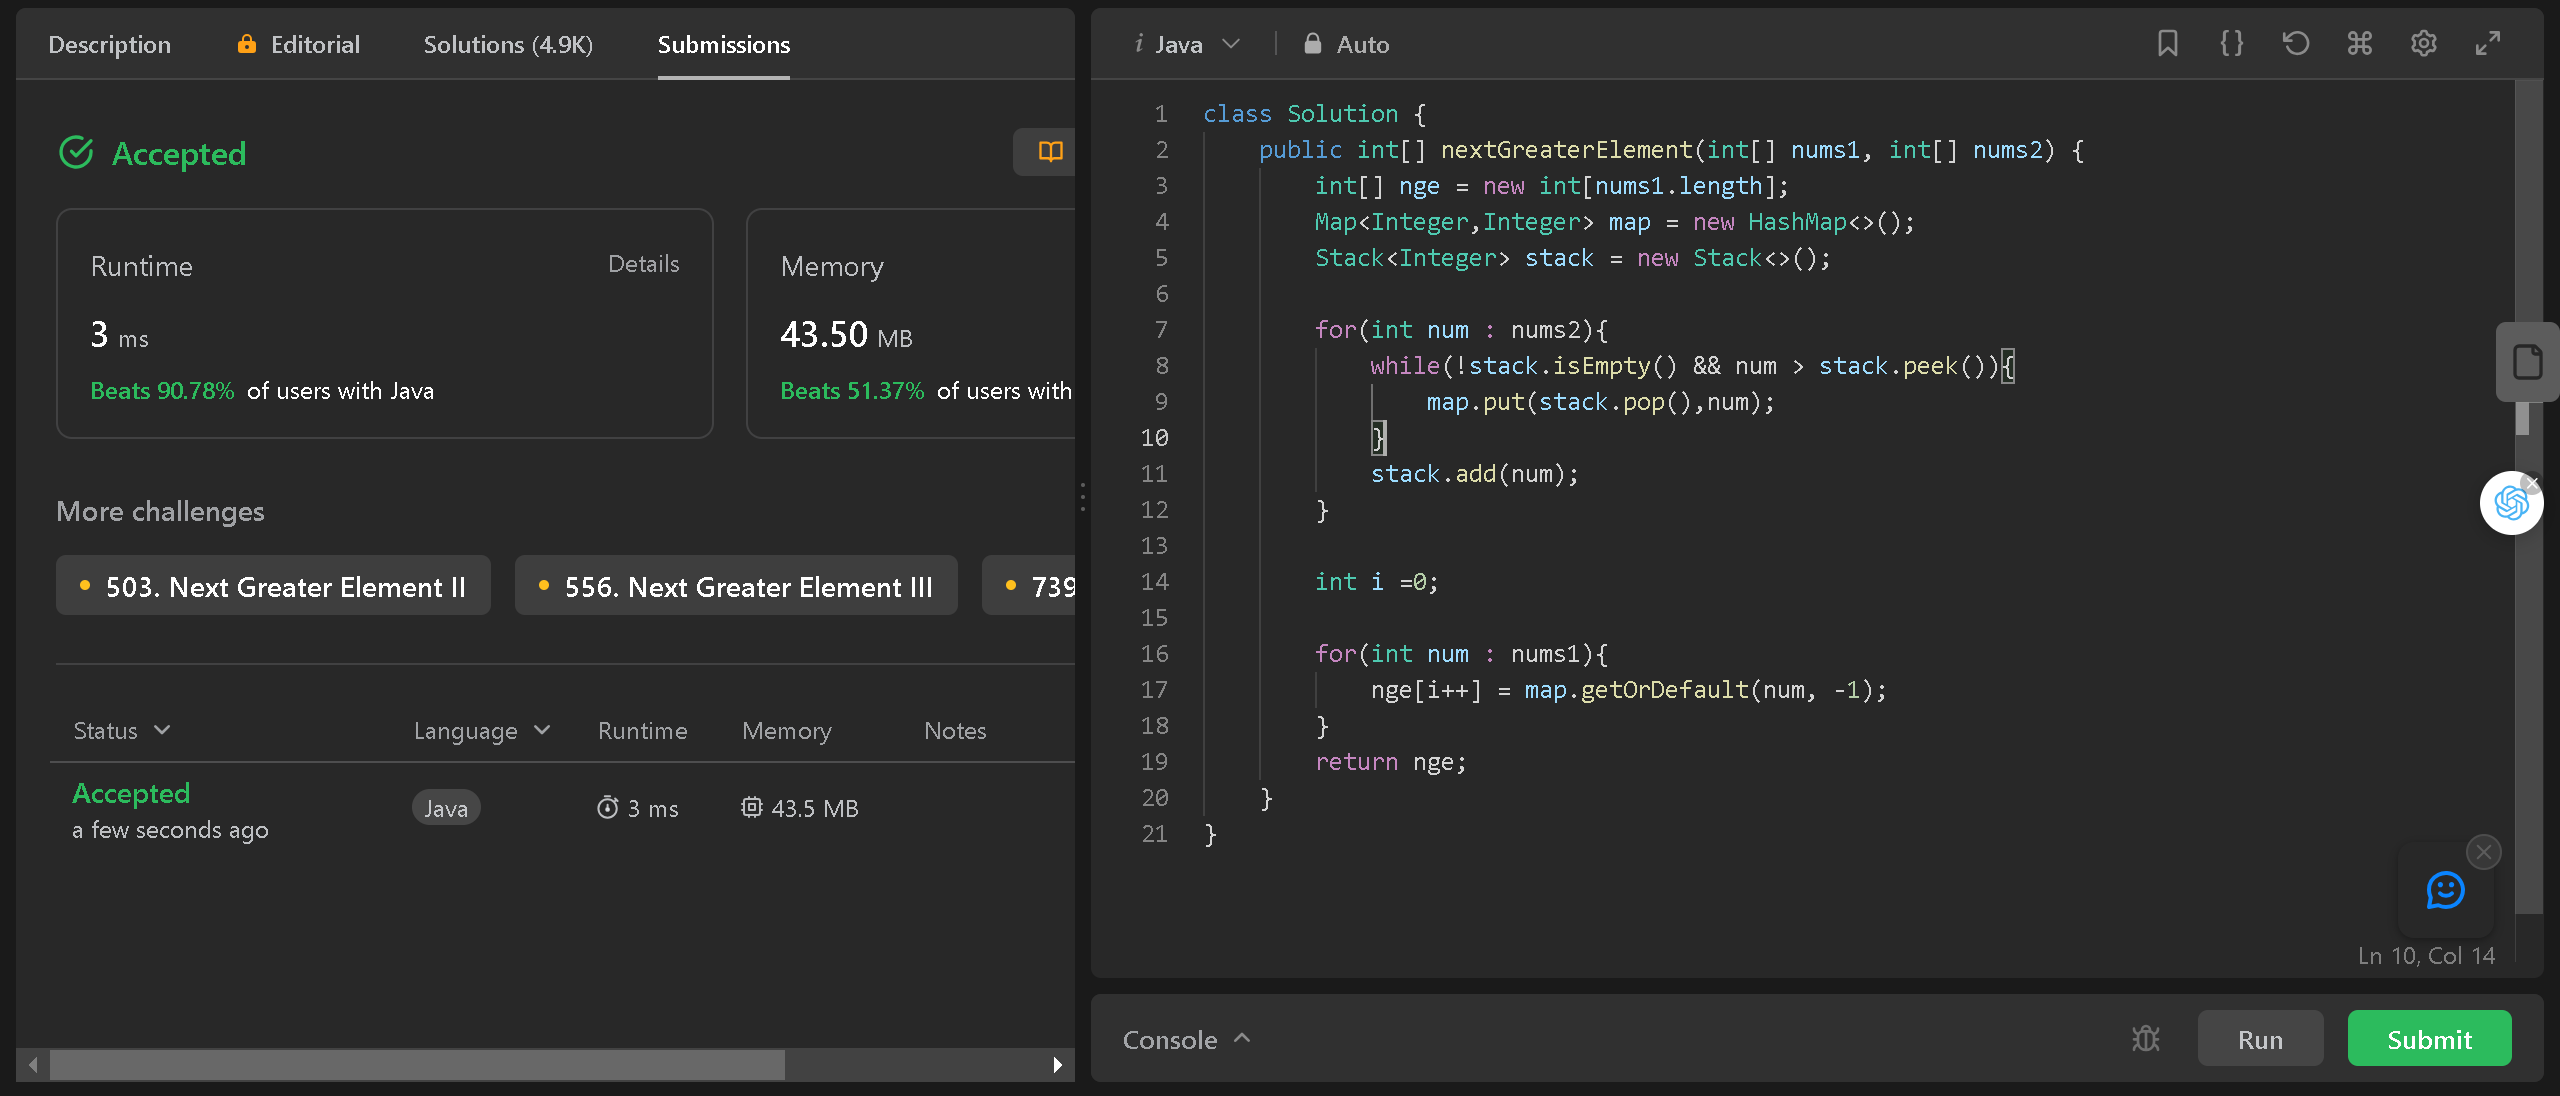 Description Editorial Solutions (4.9K) Submissions
Accepted
Runtime Details
3 ms
Beats 90.78% of users with Java
Memory
43.50 MB
Beats 51.37% of users with
More challenges
503. Next Greater Element II 556. Next Greater Element III 739
Status Language Runtime Memory Notes
Accepted
a few seconds ago
Java 3 ms 43.5 MB
i Java Auto
1 class Solution {
2     public int[] nextGreaterElement(int[] nums1, int[] nums2) {
3         int[] nge = new int[nums1.length];
4         Map<Integer,Integer> map = new HashMap<>();
5         Stack<Integer> stack = new Stack<>();
6
7         for(int num : nums2){
8             while(!stack.isEmpty() && num > stack.peek()){
9                 map.put(stack.pop(),num);
10             }
11             stack.add(num);
12         }
13
14         int i =0;
15
16         for(int num : nums1){
17             nge[i++] = map.getOrDefault(num, -1);
18         }
19         return nge;
20     }
21 }
Ln 10, Col 14
Console Run Submit